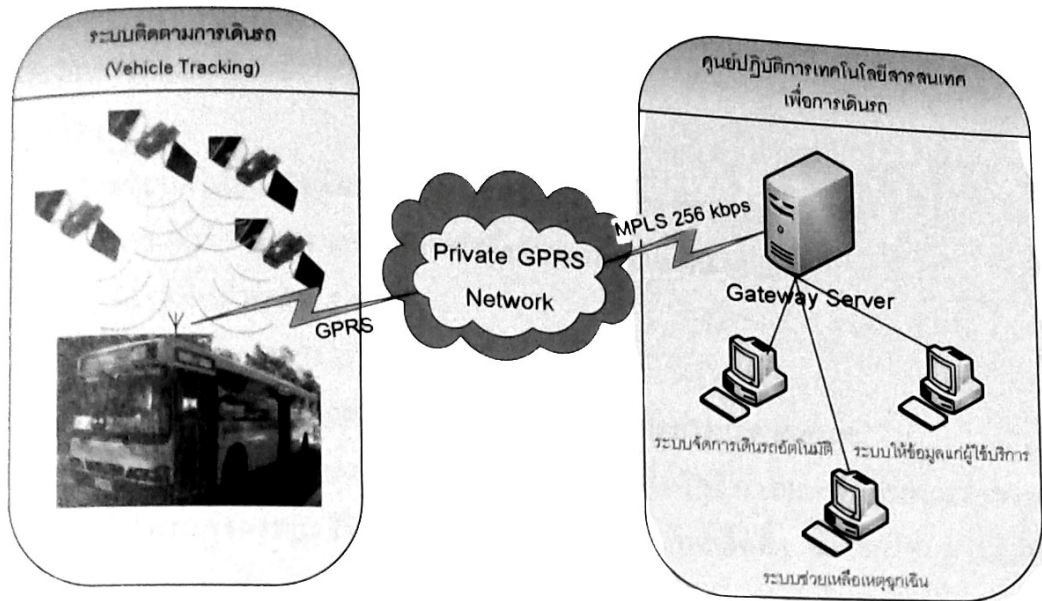 ระบบติดตามการเดินรถ
(Vehicle Tracking)
GPRS
Private GPRS
Network
MPLS 256 kbps
ศูนย์ปฏิบัติการเทคโนโลยีสารสนเทศ
เพื่อการเดินรถ
Gateway Server
ระบบจัดการเดินรถอัตโนมัติ
ระบบให้ข้อมูลแก่ผู้ใช้บริการ
ระบบช่วยเหลือเหตุฉุกเฉิน